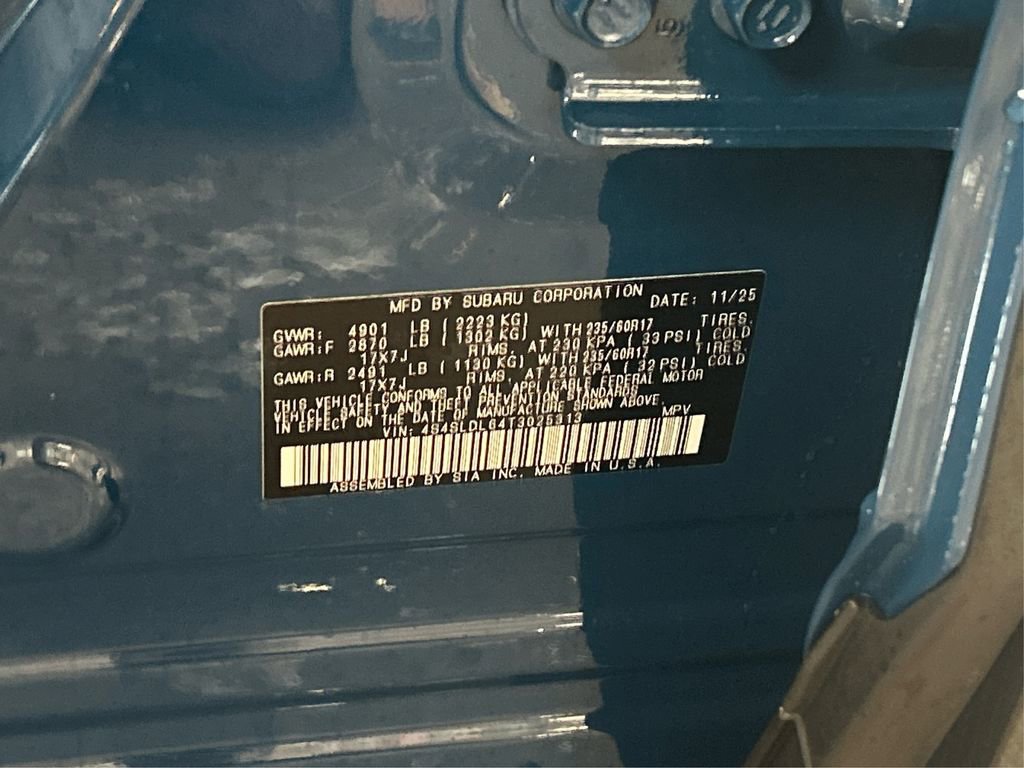 MFD BY SUBARU CORPORATION DATE: 11/25
GVWR: 4901 LB ( 2223 KG)
GAWR:F 2870 LB ( 1302 KG) WITH 235/60R17 TIRES,
17X7J RIMS, AT 230 KPA ( 33 PSI) COLD
GAWR:R 2491 LB ( 1130 KG) WITH 235/60R17 TIRES,
17X7J RIMS, AT 220 KPA ( 32 PSI) COLD
THIS VEHICLE CONFORMS TO ALL APPLICABLE FEDERAL MOTOR
VEHICLE SAFETY AND THEFT PREVENTION STANDARDS
IN EFFECT ON THE DATE OF MANUFACTURE SHOWN ABOVE.
VIN: 4S4SLDL64T3025313 MPV
ASSEMBLED BY SIA INC. MADE IN U.S.A.